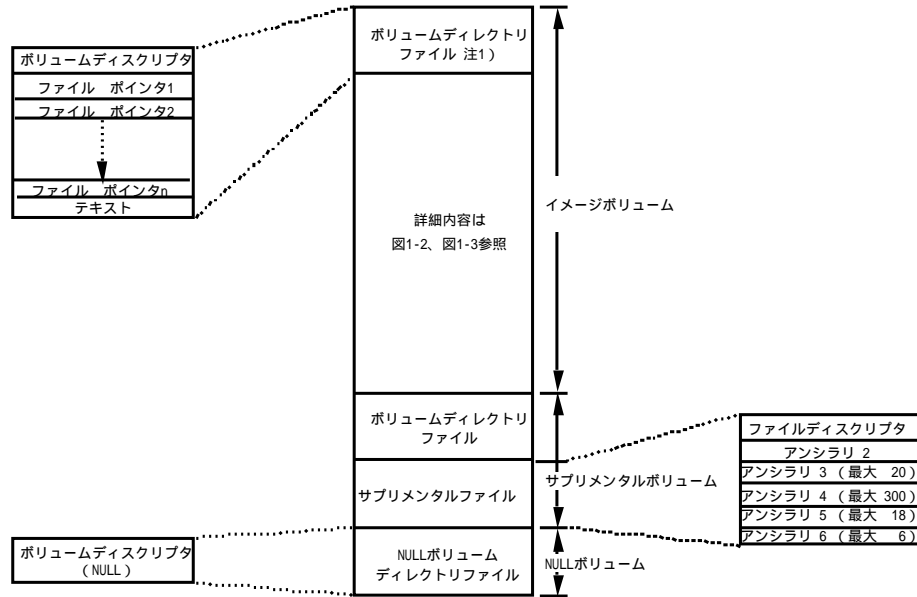 ボリュームディスクリプタ
ファイル　ポインタ1
ファイル　ポインタ2
ファイル　ポインタn
テキスト
ボリュームディレクトリ
ファイル 注1)
詳細内容は
図1-2、図1-3参照
イメージボリューム
ボリュームディレクトリ
ファイル
サプリメンタルファイル
サプリメンタルボリューム
ファイルディスクリプタ
アンシラリ 2
アンシラリ 3 (最大　20)
アンシラリ 4 (最大 300)
アンシラリ 5 (最大　18)
アンシラリ 6 (最大　 6)
ボリュームディスクリプタ
(NULL)
NULLボリューム
ディレクトリファイル
NULLボリューム